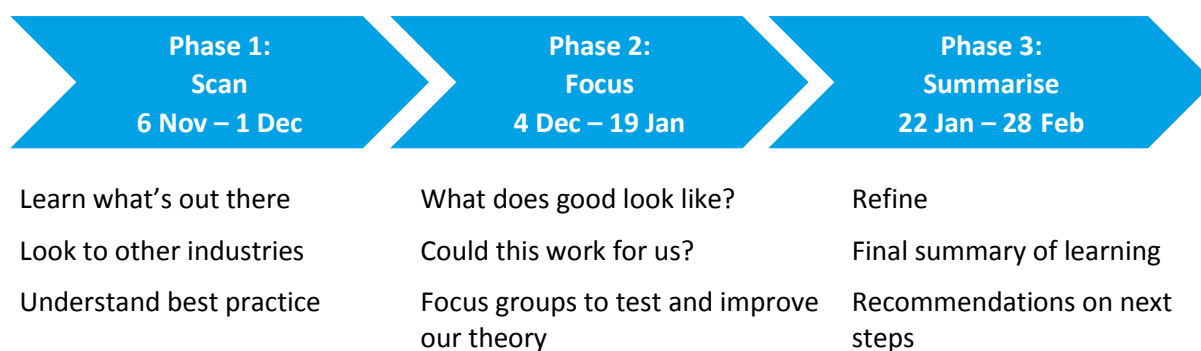 Phase 1:
Scan
6 Nov – 1 Dec
Phase 2:
Focus
4 Dec – 19 Jan
Phase 3:
Summarise
22 Jan – 28 Feb
Learn what’s out there
Look to other industries
Understand best practice
What does good look like?
Could this work for us?
Focus groups to test and improve
our theory
Refine
Final summary of learning
Recommendations on next
steps